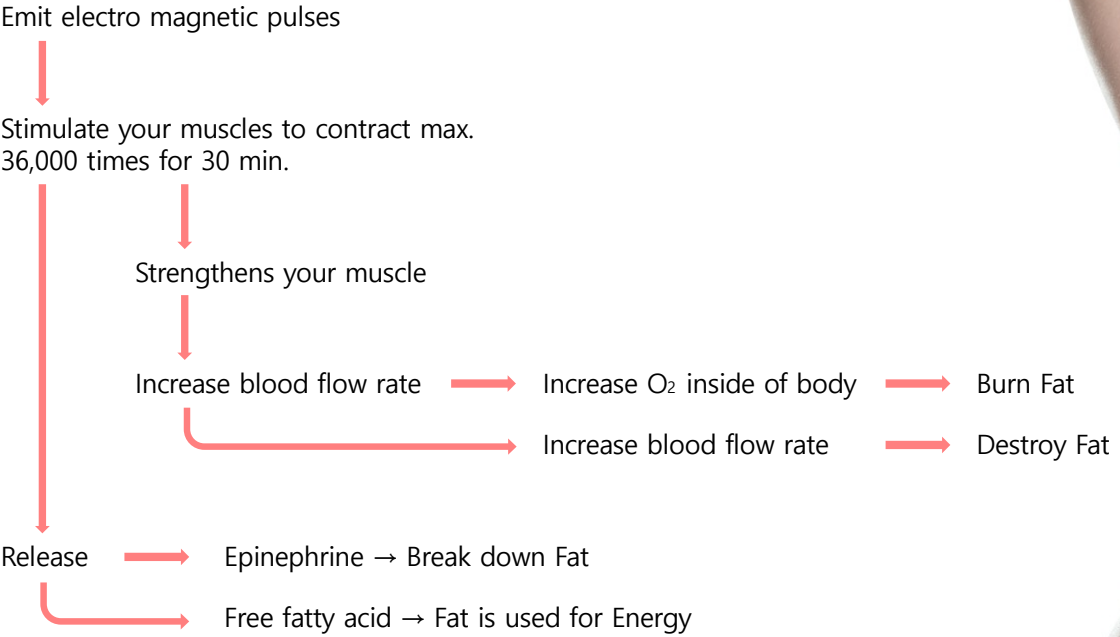 Emit electro magnetic pulses
Stimulate your muscles to contract max.
36,000 times for 30 min.
Strengthens your muscle
Increase blood flow rate → Increase O₂ inside of body → Burn Fat
Increase blood flow rate → Destroy Fat
Release → Epinephrine → Break down Fat
Free fatty acid → Fat is used for Energy